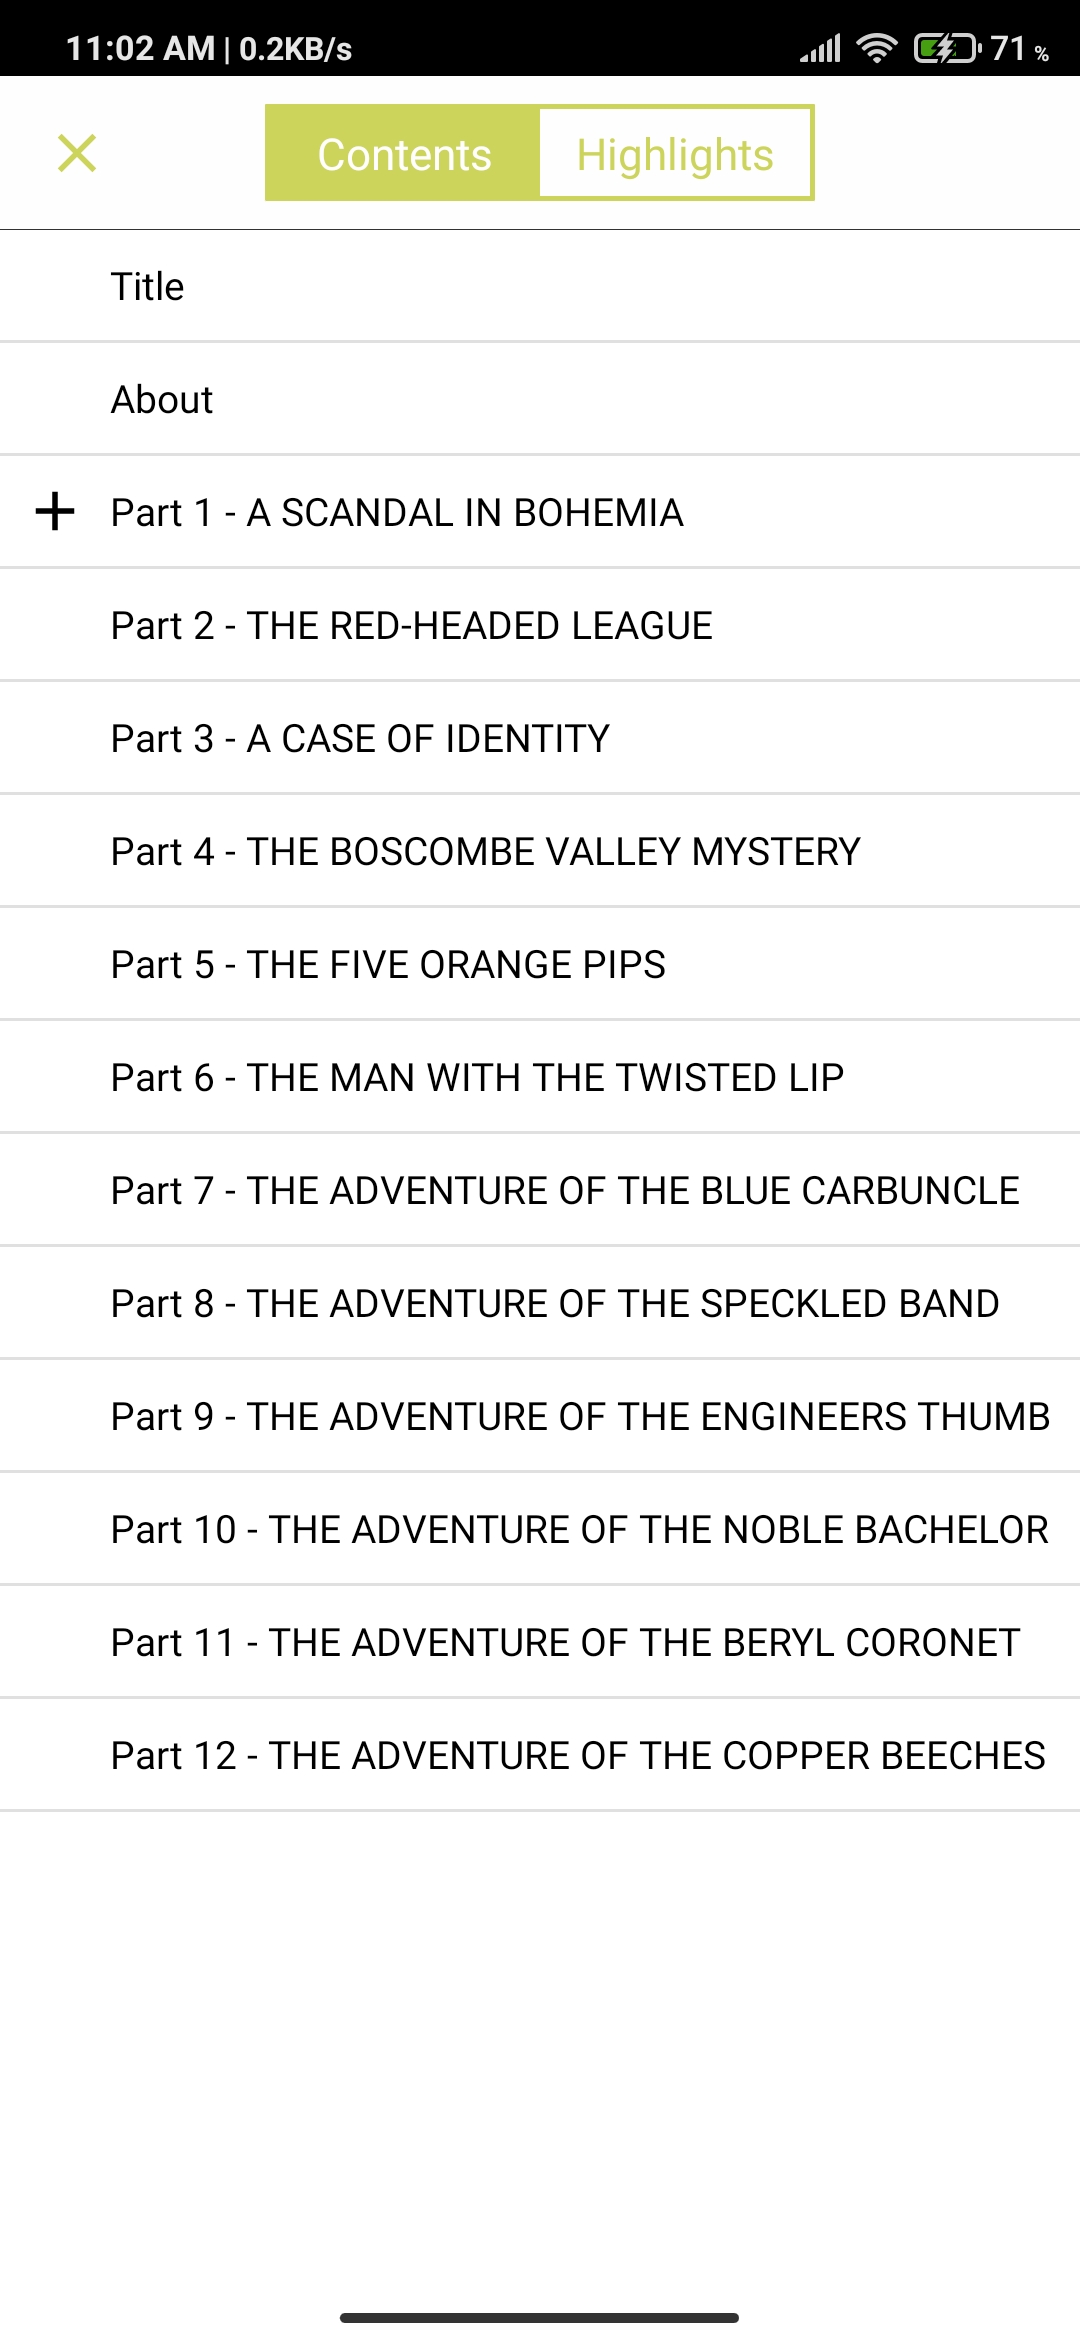 11:02 AM | 0.2KB/s 71 %
Contents Highlights
Title
About
Part 1 - A SCANDAL IN BOHEMIA
Part 2 - THE RED-HEADED LEAGUE
Part 3 - A CASE OF IDENTITY
Part 4 - THE BOSCOMBE VALLEY MYSTERY
Part 5 - THE FIVE ORANGE PIPS
Part 6 - THE MAN WITH THE TWISTED LIP
Part 7 - THE ADVENTURE OF THE BLUE CARBUNCLE
Part 8 - THE ADVENTURE OF THE SPECKLED BAND
Part 9 - THE ADVENTURE OF THE ENGINEERS THUMB
Part 10 - THE ADVENTURE OF THE NOBLE BACHELOR
Part 11 - THE ADVENTURE OF THE BERYL CORONET
Part 12 - THE ADVENTURE OF THE COPPER BEECHES